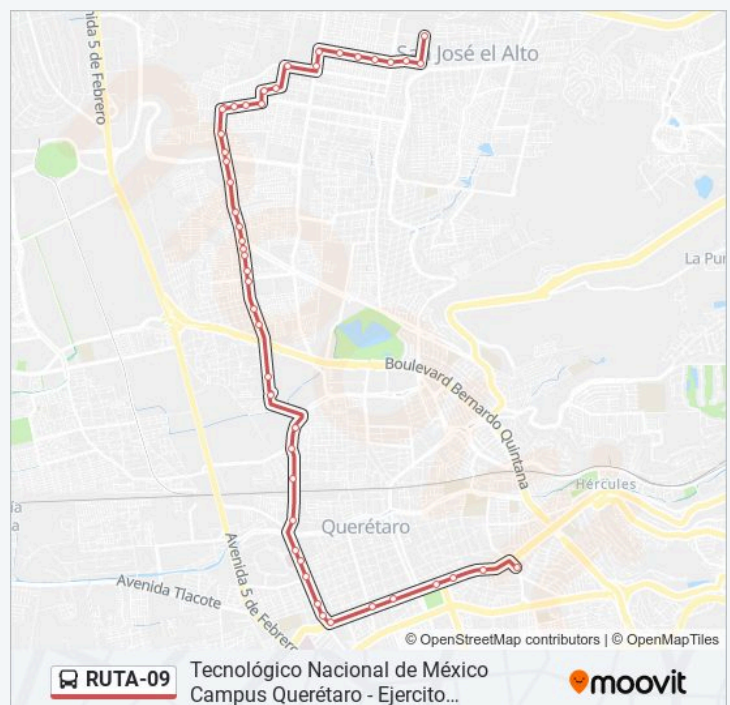 Avenida 5 de Febrero
San José el Alto
La Pur
Boulevard Bernardo Quintana
Hércules
Querétaro
Avenida 5 de Febrero
Avenida Tlacote
© OpenStreetMap contributors | © OpenMapTiles
RUTA-09
Tecnológico Nacional de México
Campus Querétaro - Ejercito...
moovit